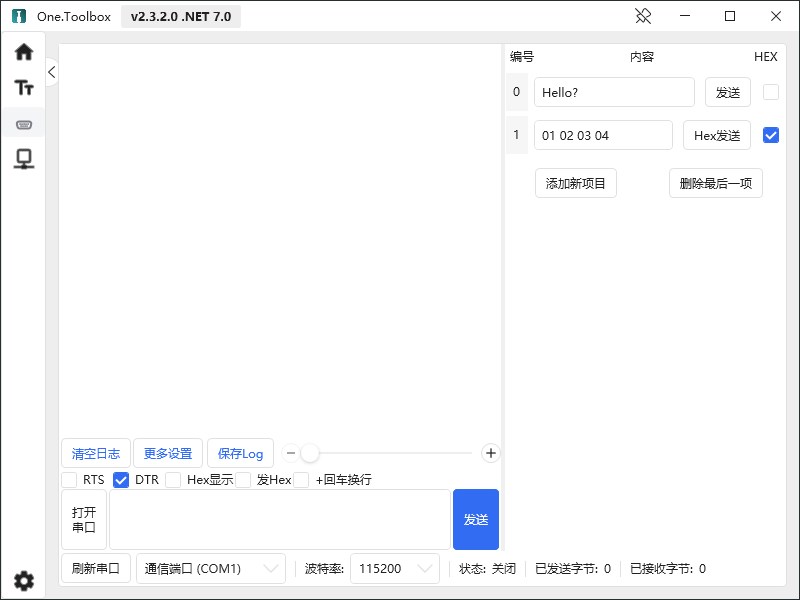 One.Toolbox v2.3.2.0 .NET 7.0
编号 内容 HEX
0 Hello? 发送
1 01 02 03 04 Hex发送
添加新项目 删除最后一项
清空日志 更多设置 保存Log
RTS DTR Hex显示 发Hex +回车换行
打开
串口
发送
刷新串口 通信端口 (COM1) 波特率: 115200 状态: 关闭 已发送字节: 0 已接收字节: 0